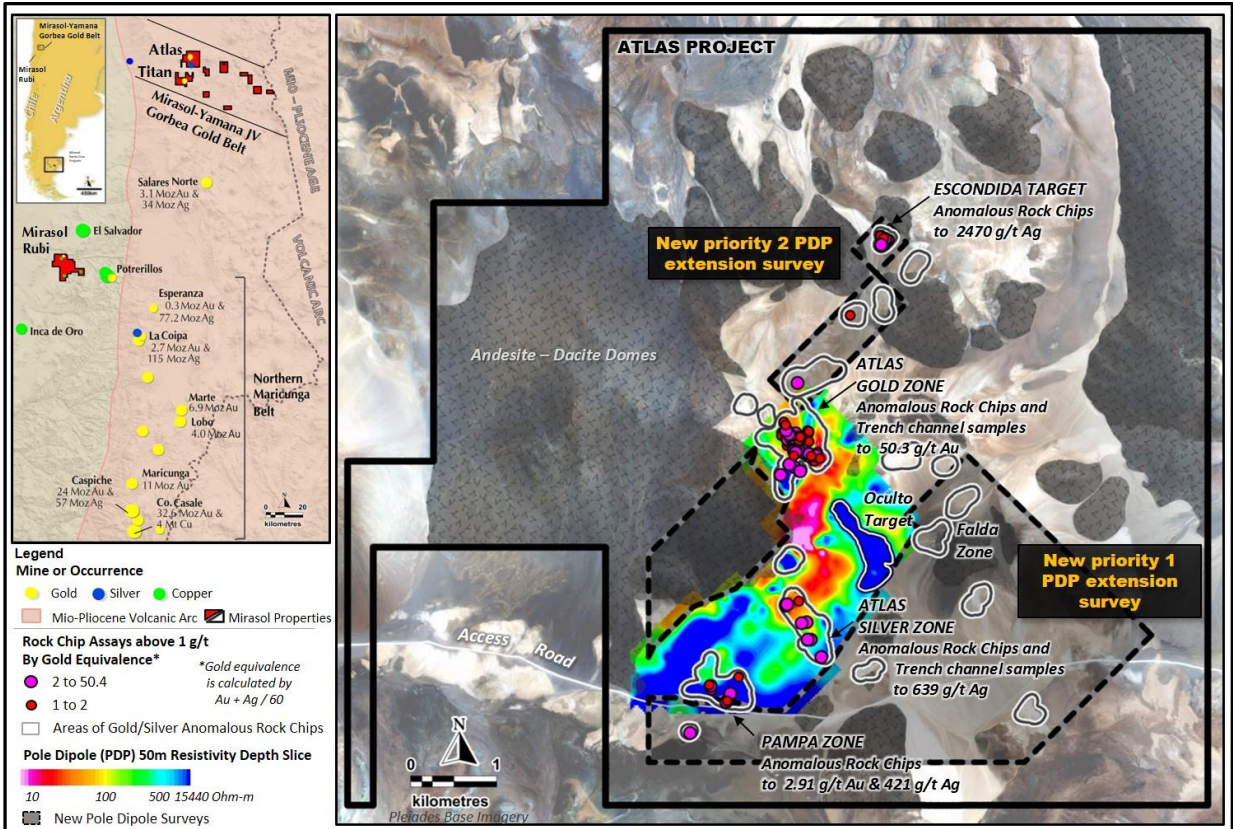 Mirasol-Yamana
Gorbea Gold Belt
Mirasol
Rubi
Chile
Argentina
Atlas
Titan
Mirasol-Yamana JV
Gorbea Gold Belt
MIO – PLIOCENE AGE
VOLCANIC ARC
Salares Norte
3.1 Moz Au &
34 Moz Ag
Mirasol
Rubi
El Salvador
Potrerillos
Esperanza
0.3 Moz Au &
77.2 Moz Ag
Inca de Oro
La Coipa
2.7 Moz Au &
115 Moz Ag
Northern
Maricunga
Belt
Marte
6.9 Moz Au
Lobo
4.0 Moz Au
Maricunga
11 Moz Au
Caspiche
24 Moz Au &
57 Moz Ag
Co. Casale
32.6 Moz Au &
4 Mt Cu
N
0 20
kilometres
Legend
Mine or Occurrence
Gold Silver Copper
Mio-Pliocene Volcanic Arc Mirasol Properties
Rock Chip Assays above 1 g/t
By Gold Equivalence*
2 to 50.4
1 to 2
*Gold equivalence
is calculated by
Au + Ag / 60
Areas of Gold/Silver Anomalous Rock Chips
Pole Dipole (PDP) 50m Resistivity Depth Slice
10 100 500 15440 Ohm-m
New Pole Dipole Surveys
ATLAS PROJECT
ESCONDIDA TARGET
Anomalous Rock Chips
to 2470 g/t Ag
New priority 2 PDP
extension survey
Andesite – Dacite Domes
ATLAS
GOLD ZONE
Anomalous Rock Chips and
Trench channel samples
to 50.3 g/t Au
Oculto
Target
Falda
Zone
New priority 1
PDP extension
survey
ATLAS
SILVER ZONE
Anomalous Rock Chips and
Trench channel samples
to 639 g/t Ag
Access Road
PAMPA ZONE
Anomalous Rock Chips
to 2.91 g/t Au & 421 g/t Ag
N
0 1
kilometres
Pleiades Base Imagery